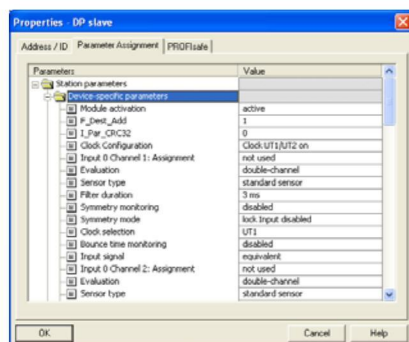 Properties - DP slave
Address / ID Parameter Assignment PROFIsafe
Parameters Value
Station parameters
Device-specific parameters
Module activation active
F_Dest_Add 1
I_Par_CRC32 0
Clock Configuration Clock UT1/UT2 on
Input 0 Channel 1: Assignment not used
Evaluation double-channel
Sensor type standard sensor
Filter duration 3 ms
Symmetry monitoring disabled
Symmetry mode lock Input disabled
Clock selection UT1
Bounce time monitoring disabled
Input signal equivalent
Input 0 Channel 2: Assignment not used
Evaluation double-channel
Sensor type standard sensor
OK Cancel Help